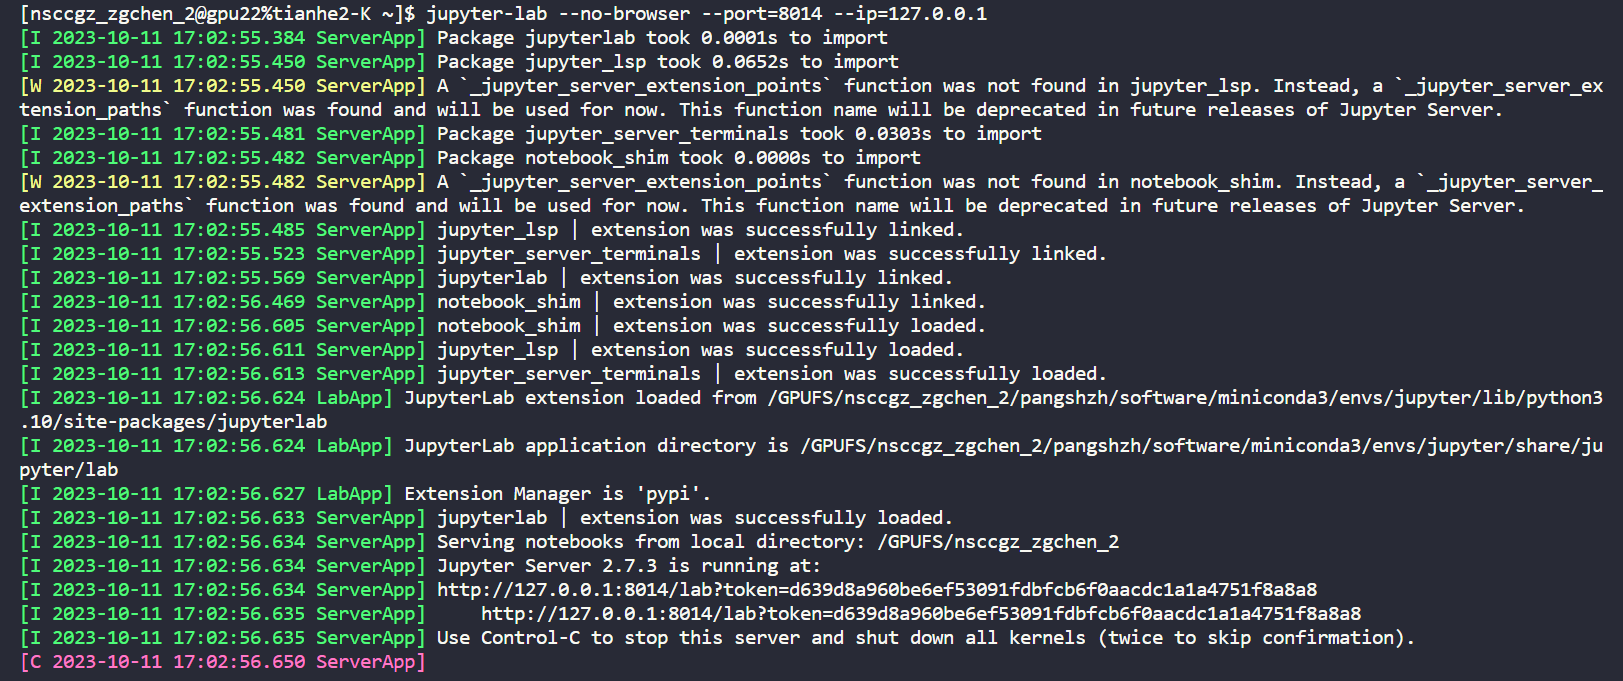 [nsccgz_zgchen_2@gpu22%tianhe2-K ~]$ jupyter-lab --no-browser --port=8014 --ip=127.0.0.1
[I 2023-10-11 17:02:55.384 ServerApp] Package jupyterlab took 0.0001s to import
[I 2023-10-11 17:02:55.450 ServerApp] Package jupyter_lsp took 0.0652s to import
[W 2023-10-11 17:02:55.450 ServerApp] A `_jupyter_server_extension_points` function was not found in jupyter_lsp. Instead, a `_jupyter_server_ex
tension_paths` function was found and will be used for now. This function name will be deprecated in future releases of Jupyter Server.
[I 2023-10-11 17:02:55.481 ServerApp] Package jupyter_server_terminals took 0.0303s to import
[I 2023-10-11 17:02:55.482 ServerApp] Package notebook_shim took 0.0000s to import
[W 2023-10-11 17:02:55.482 ServerApp] A `_jupyter_server_extension_points` function was not found in notebook_shim. Instead, a `_jupyter_server_
extension_paths` function was found and will be used for now. This function name will be deprecated in future releases of Jupyter Server.
[I 2023-10-11 17:02:55.485 ServerApp] jupyter_lsp | extension was successfully linked.
[I 2023-10-11 17:02:55.523 ServerApp] jupyter_server_terminals | extension was successfully linked.
[I 2023-10-11 17:02:55.569 ServerApp] jupyterlab | extension was successfully linked.
[I 2023-10-11 17:02:56.469 ServerApp] notebook_shim | extension was successfully linked.
[I 2023-10-11 17:02:56.605 ServerApp] notebook_shim | extension was successfully loaded.
[I 2023-10-11 17:02:56.611 ServerApp] jupyter_lsp | extension was successfully loaded.
[I 2023-10-11 17:02:56.613 ServerApp] jupyter_server_terminals | extension was successfully loaded.
[I 2023-10-11 17:02:56.624 LabApp] JupyterLab extension loaded from /GPUFS/nsccgz_zgchen_2/pangshzh/software/miniconda3/envs/jupyter/lib/python3
.10/site-packages/jupyterlab
[I 2023-10-11 17:02:56.624 LabApp] JupyterLab application directory is /GPUFS/nsccgz_zgchen_2/pangshzh/software/miniconda3/envs/jupyter/share/ju
pyter/lab
[I 2023-10-11 17:02:56.627 LabApp] Extension Manager is 'pypi'.
[I 2023-10-11 17:02:56.633 ServerApp] jupyterlab | extension was successfully loaded.
[I 2023-10-11 17:02:56.634 ServerApp] Serving notebooks from local directory: /GPUFS/nsccgz_zgchen_2
[I 2023-10-11 17:02:56.634 ServerApp] Jupyter Server 2.7.3 is running at:
[I 2023-10-11 17:02:56.634 ServerApp] http://127.0.0.1:8014/lab?token=d639d8a960be6ef53091fdbfcb6f0aacdc1a1a4751f8a8a8
[I 2023-10-11 17:02:56.635 ServerApp]     http://127.0.0.1:8014/lab?token=d639d8a960be6ef53091fdbfcb6f0aacdc1a1a4751f8a8a8
[I 2023-10-11 17:02:56.635 ServerApp] Use Control-C to stop this server and shut down all kernels (twice to skip confirmation).
[C 2023-10-11 17:02:56.650 ServerApp]